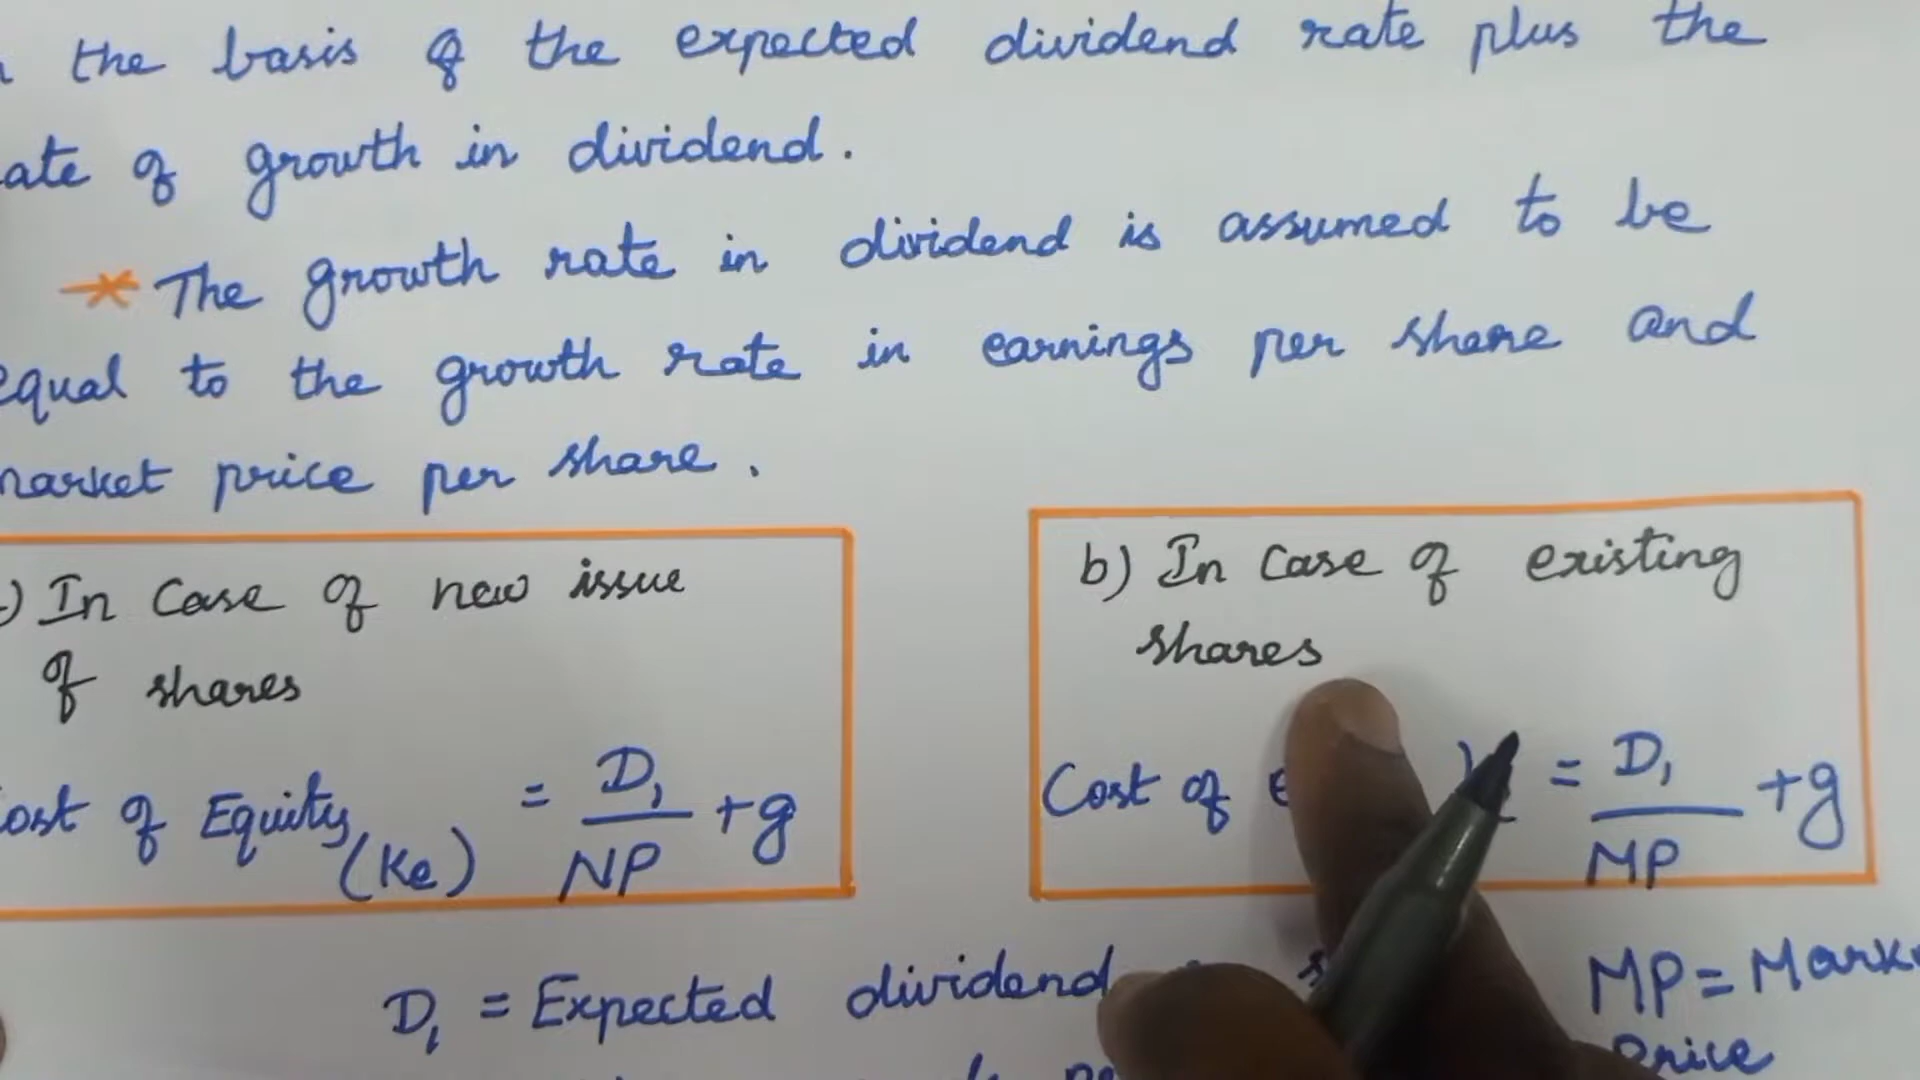 the basis of the expected dividend rate plus the
ate of growth in dividend.
* The growth rate in dividend is assumed to be
equal to the growth rate in earnings per share and
market price per share.
) In Case of new issue
of shares
ost of Equity (Ke) = D₁/NP + g
b) In Case of existing
shares
Cost of = D₁/MP + g
D₁ = Expected dividend
MP = Mark
Price